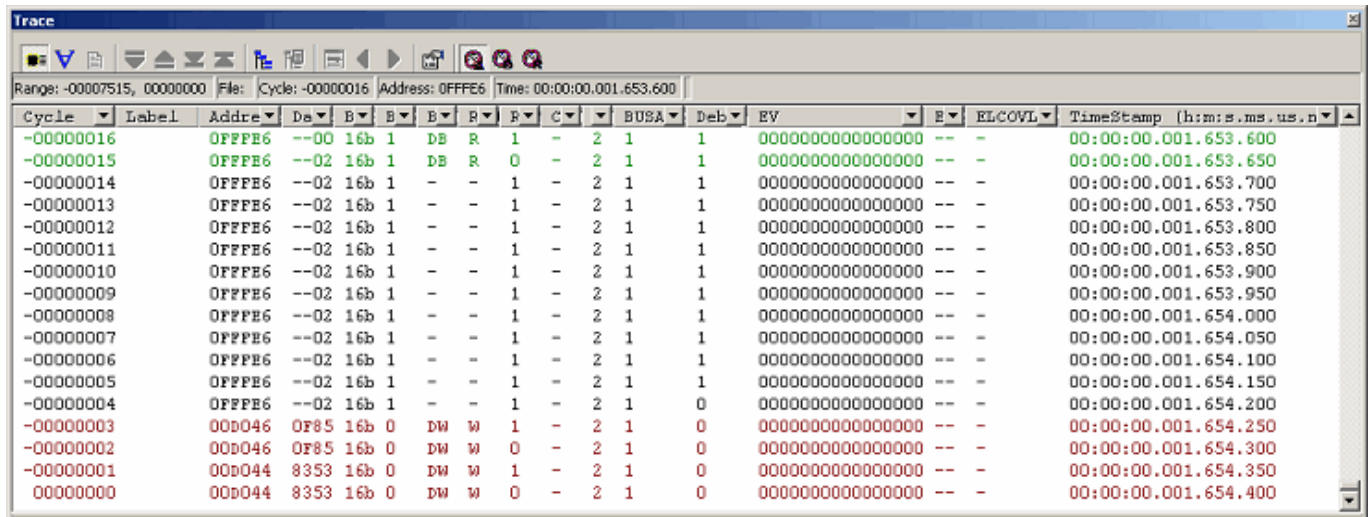 Trace
Range: -00007515, 00000000 File: Cycle: -00000016 Address: 0FFFE6 Time: 00:00:00.001.653.600
Cycle Label Addre Da B B B R R C BUSA Deb EV E ELCOVL TimeStamp (h:m:s.ms.us.n
-00000016 0FFFE6 --00 16b 1 DB R 1 - 2 1 1 0000000000000000 -- - 00:00:00.001.653.600
-00000015 0FFFE6 --02 16b 1 DB R 0 - 2 1 1 0000000000000000 -- - 00:00:00.001.653.650
-00000014 0FFFE6 --02 16b 1 - - 1 - 2 1 1 0000000000000000 -- - 00:00:00.001.653.700
-00000013 0FFFE6 --02 16b 1 - - 1 - 2 1 1 0000000000000000 -- - 00:00:00.001.653.750
-00000012 0FFFE6 --02 16b 1 - - 1 - 2 1 1 0000000000000000 -- - 00:00:00.001.653.800
-00000011 0FFFE6 --02 16b 1 - - 1 - 2 1 1 0000000000000000 -- - 00:00:00.001.653.850
-00000010 0FFFE6 --02 16b 1 - - 1 - 2 1 1 0000000000000000 -- - 00:00:00.001.653.900
-00000009 0FFFE6 --02 16b 1 - - 1 - 2 1 1 0000000000000000 -- - 00:00:00.001.653.950
-00000008 0FFFE6 --02 16b 1 - - 1 - 2 1 1 0000000000000000 -- - 00:00:00.001.654.000
-00000007 0FFFE6 --02 16b 1 - - 1 - 2 1 1 0000000000000000 -- - 00:00:00.001.654.050
-00000006 0FFFE6 --02 16b 1 - - 1 - 2 1 1 0000000000000000 -- - 00:00:00.001.654.100
-00000005 0FFFE6 --02 16b 1 - - 1 - 2 1 1 0000000000000000 -- - 00:00:00.001.654.150
-00000004 0FFFE6 --02 16b 1 - - 1 - 2 1 0 0000000000000000 -- - 00:00:00.001.654.200
-00000003 00D046 0F85 16b 0 DW W 1 - 2 1 0 0000000000000000 -- - 00:00:00.001.654.250
-00000002 00D046 0F85 16b 0 DW W 0 - 2 1 0 0000000000000000 -- - 00:00:00.001.654.300
-00000001 00D044 8353 16b 0 DW W 1 - 2 1 0 0000000000000000 -- - 00:00:00.001.654.350
00000000 00D044 8353 16b 0 DW W 0 - 2 1 0 0000000000000000 -- - 00:00:00.001.654.400